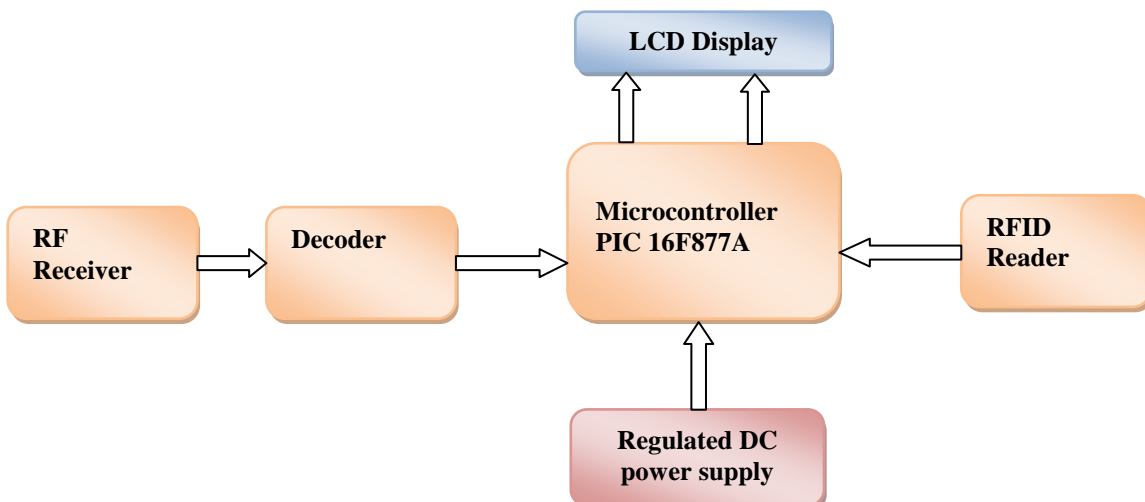 LCD Display
RF
Receiver
Decoder
Microcontroller
PIC 16F877A
RFID
Reader
Regulated DC
power supply